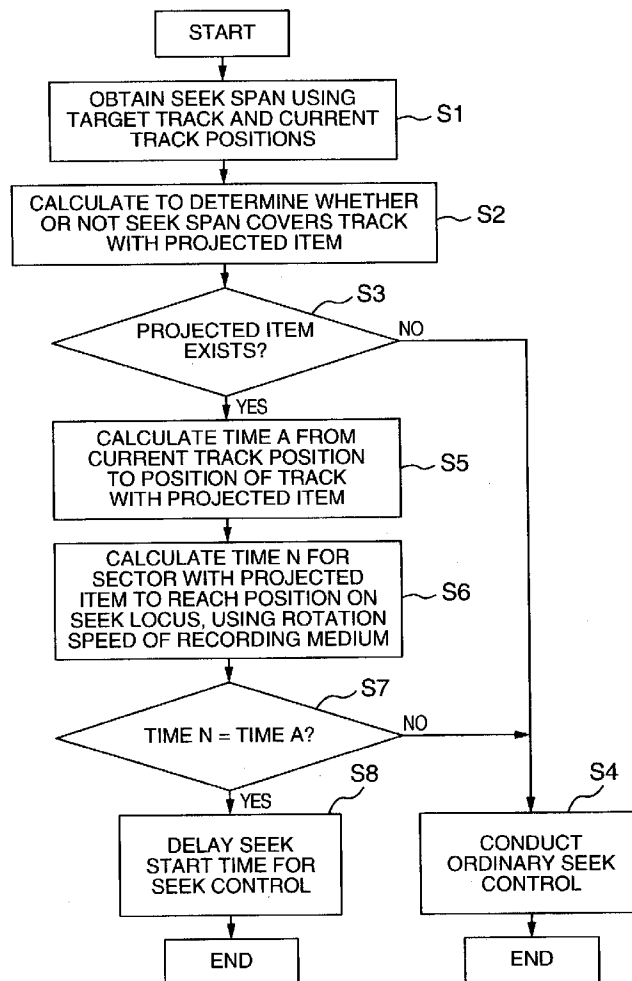 START
OBTAIN SEEK SPAN USING
TARGET TRACK AND CURRENT
TRACK POSITIONS
S1
CALCULATE TO DETERMINE WHETHER
OR NOT SEEK SPAN COVERS TRACK
WITH PROJECTED ITEM
S2
S3
PROJECTED ITEM
EXISTS?
NO
YES
CALCULATE TIME A FROM
CURRENT TRACK POSITION
TO POSITION OF TRACK
WITH PROJECTED ITEM
S5
CALCULATE TIME N FOR
SECTOR WITH PROJECTED
ITEM TO REACH POSITION ON
SEEK LOCUS, USING ROTATION
SPEED OF RECORDING MEDIUM
S6
S7
TIME N = TIME A?
NO
YES
S8
DELAY SEEK
START TIME FOR
SEEK CONTROL
S4
CONDUCT
ORDINARY SEEK
CONTROL
END
END